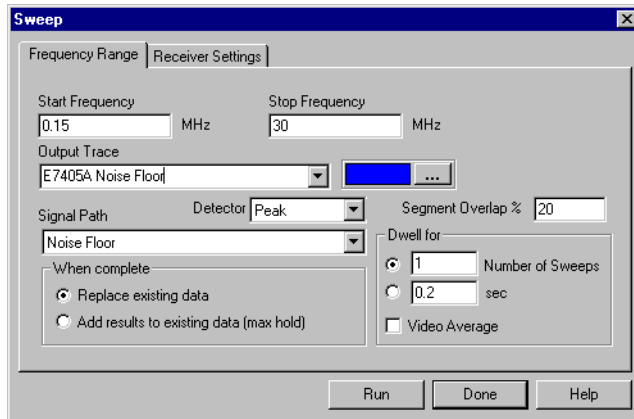 Sweep
Frequency Range Receiver Settings
Start Frequency Stop Frequency
0.15 MHz 30 MHz
Output Trace
E7405A Noise Floor ...
Signal Path Detector Peak Segment Overlap % 20
Noise Floor
Dwell for
When complete
1 Number of Sweeps
Replace existing data
0.2 sec
Add results to existing data (max hold)
Video Average
Run Done Help